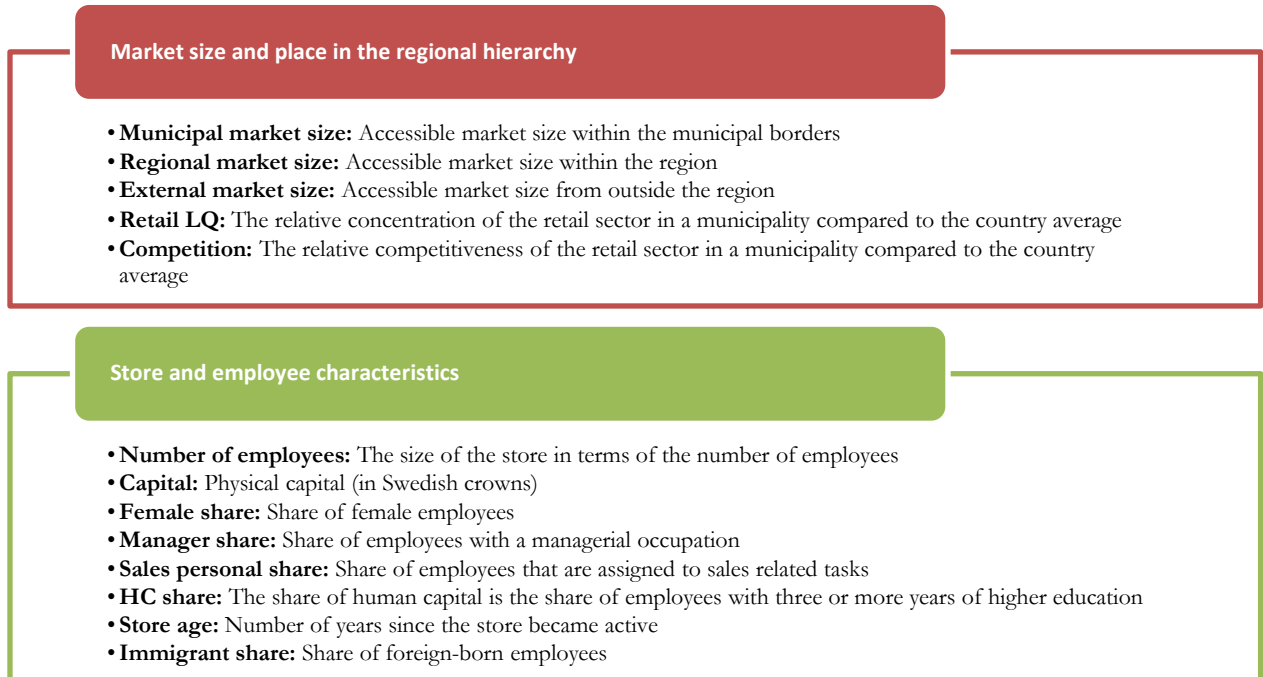 Market size and place in the regional hierarchy
• Municipal market size: Accessible market size within the municipal borders
• Regional market size: Accessible market size within the region
• External market size: Accessible market size from outside the region
• Retail LQ: The relative concentration of the retail sector in a municipality compared to the country average
• Competition: The relative competitiveness of the retail sector in a municipality compared to the country
average
Store and employee characteristics
• Number of employees: The size of the store in terms of the number of employees
• Capital: Physical capital (in Swedish crowns)
• Female share: Share of female employees
• Manager share: Share of employees with a managerial occupation
• Sales personal share: Share of employees that are assigned to sales related tasks
• HC share: The share of human capital is the share of employees with three or more years of higher education
• Store age: Number of years since the store became active
• Immigrant share: Share of foreign-born employees